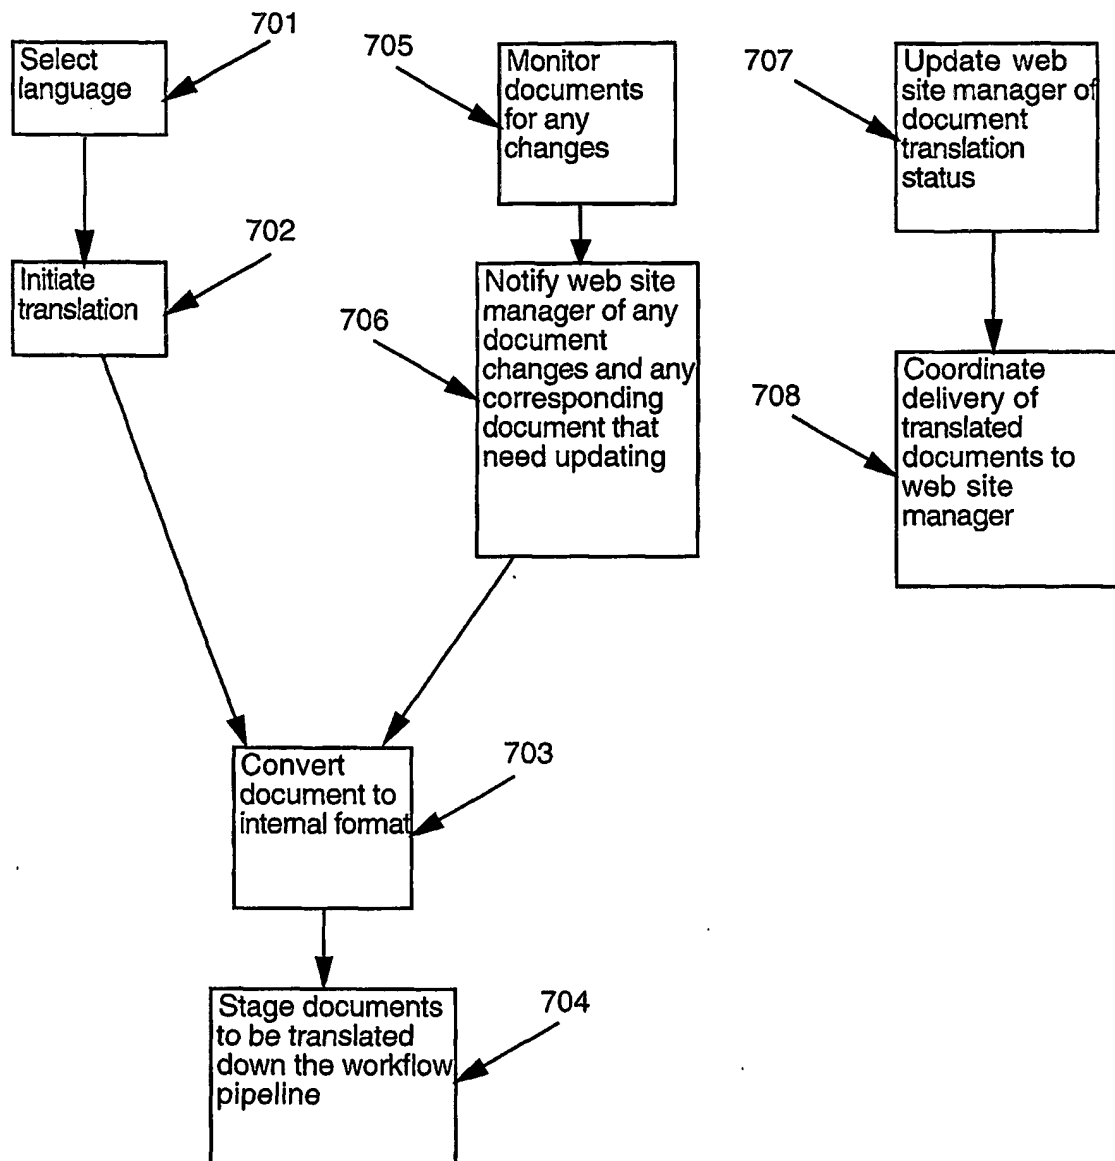 701
Select
language
705
Monitor
documents
for any
changes
707
Update web
site manager of
document
translation
status
702
Initiate
translation
706
Notify web site
manager of any
document
changes and any
corresponding
document that
need updating
708
Coordinate
delivery of
translated
documents to
web site
manager
703
Convert
document to
internal format
704
Stage documents
to be translated
down the workflow
pipeline